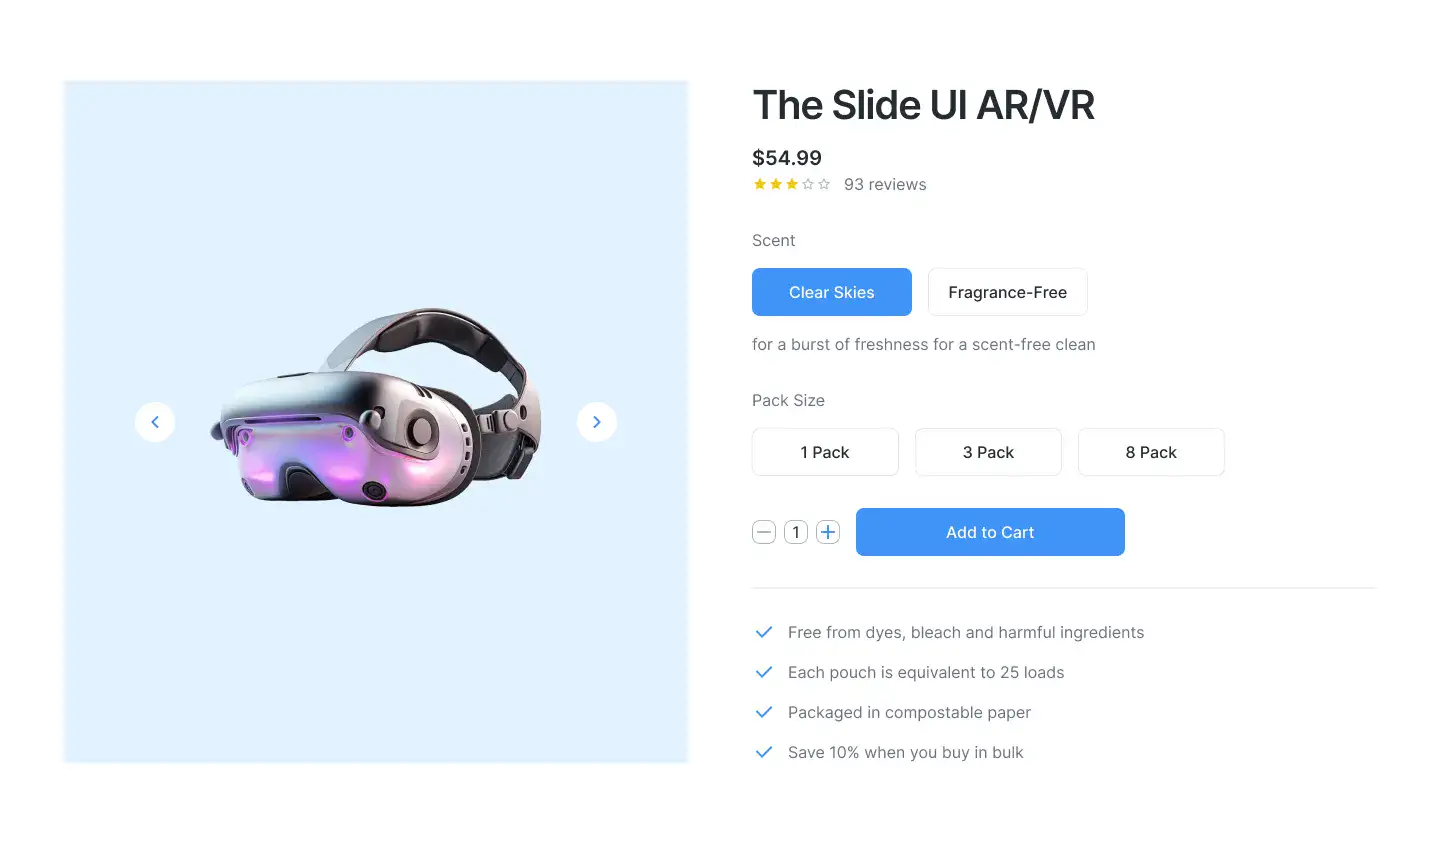 The Slide UI AR/VR
$54.99
93 reviews
Scent
Clear Skies
Fragrance-Free
for a burst of freshness for a scent-free clean
Pack Size
1 Pack
3 Pack
8 Pack
1
Add to Cart
Free from dyes, bleach and harmful ingredients
Each pouch is equivalent to 25 loads
Packaged in compostable paper
Save 10% when you buy in bulk